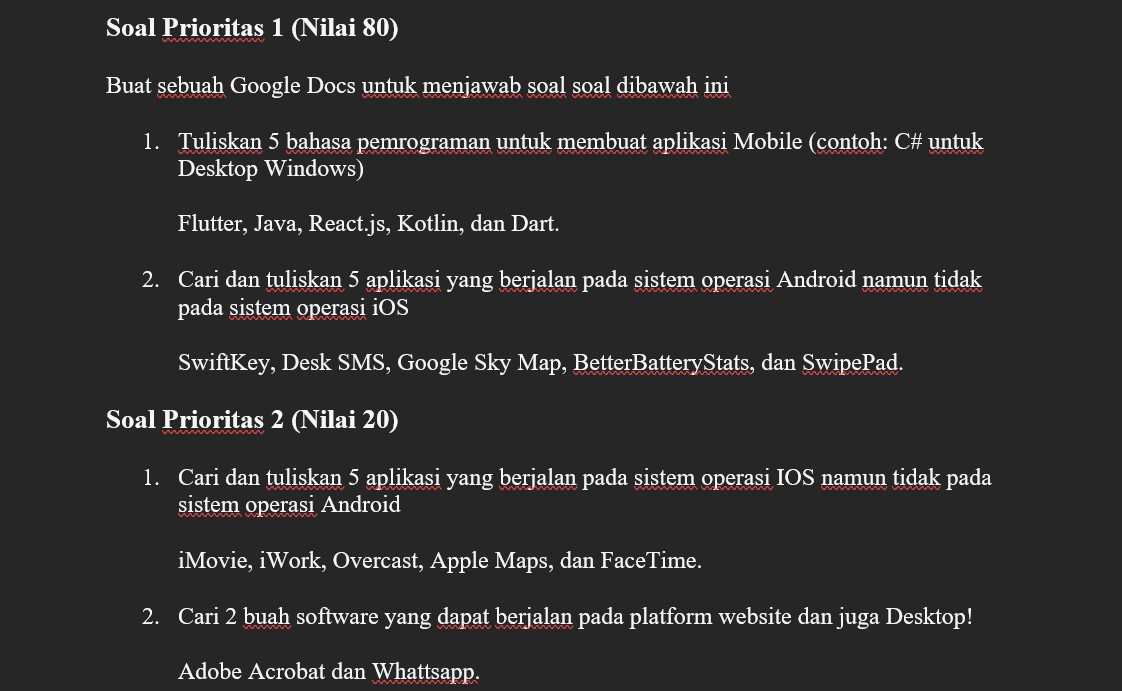 Soal Prioritas 1 (Nilai 80)
Buat sebuah Google Docs untuk menjawab soal soal dibawah ini
1. Tuliskan 5 bahasa pemrograman untuk membuat aplikasi Mobile (contoh: C# untuk
Desktop Windows)
Flutter, Java, React.js, Kotlin, dan Dart.
2. Cari dan tuliskan 5 aplikasi yang berjalan pada sistem operasi Android namun tidak
pada sistem operasi iOS
SwiftKey, Desk SMS, Google Sky Map, BetterBatteryStats, dan SwipePad.
Soal Prioritas 2 (Nilai 20)
1. Cari dan tuliskan 5 aplikasi yang berjalan pada sistem operasi IOS namun tidak pada
sistem operasi Android
iMovie, iWork, Overcast, Apple Maps, dan FaceTime.
2. Cari 2 buah software yang dapat berjalan pada platform website dan juga Desktop!
Adobe Acrobat dan Whattsapp.